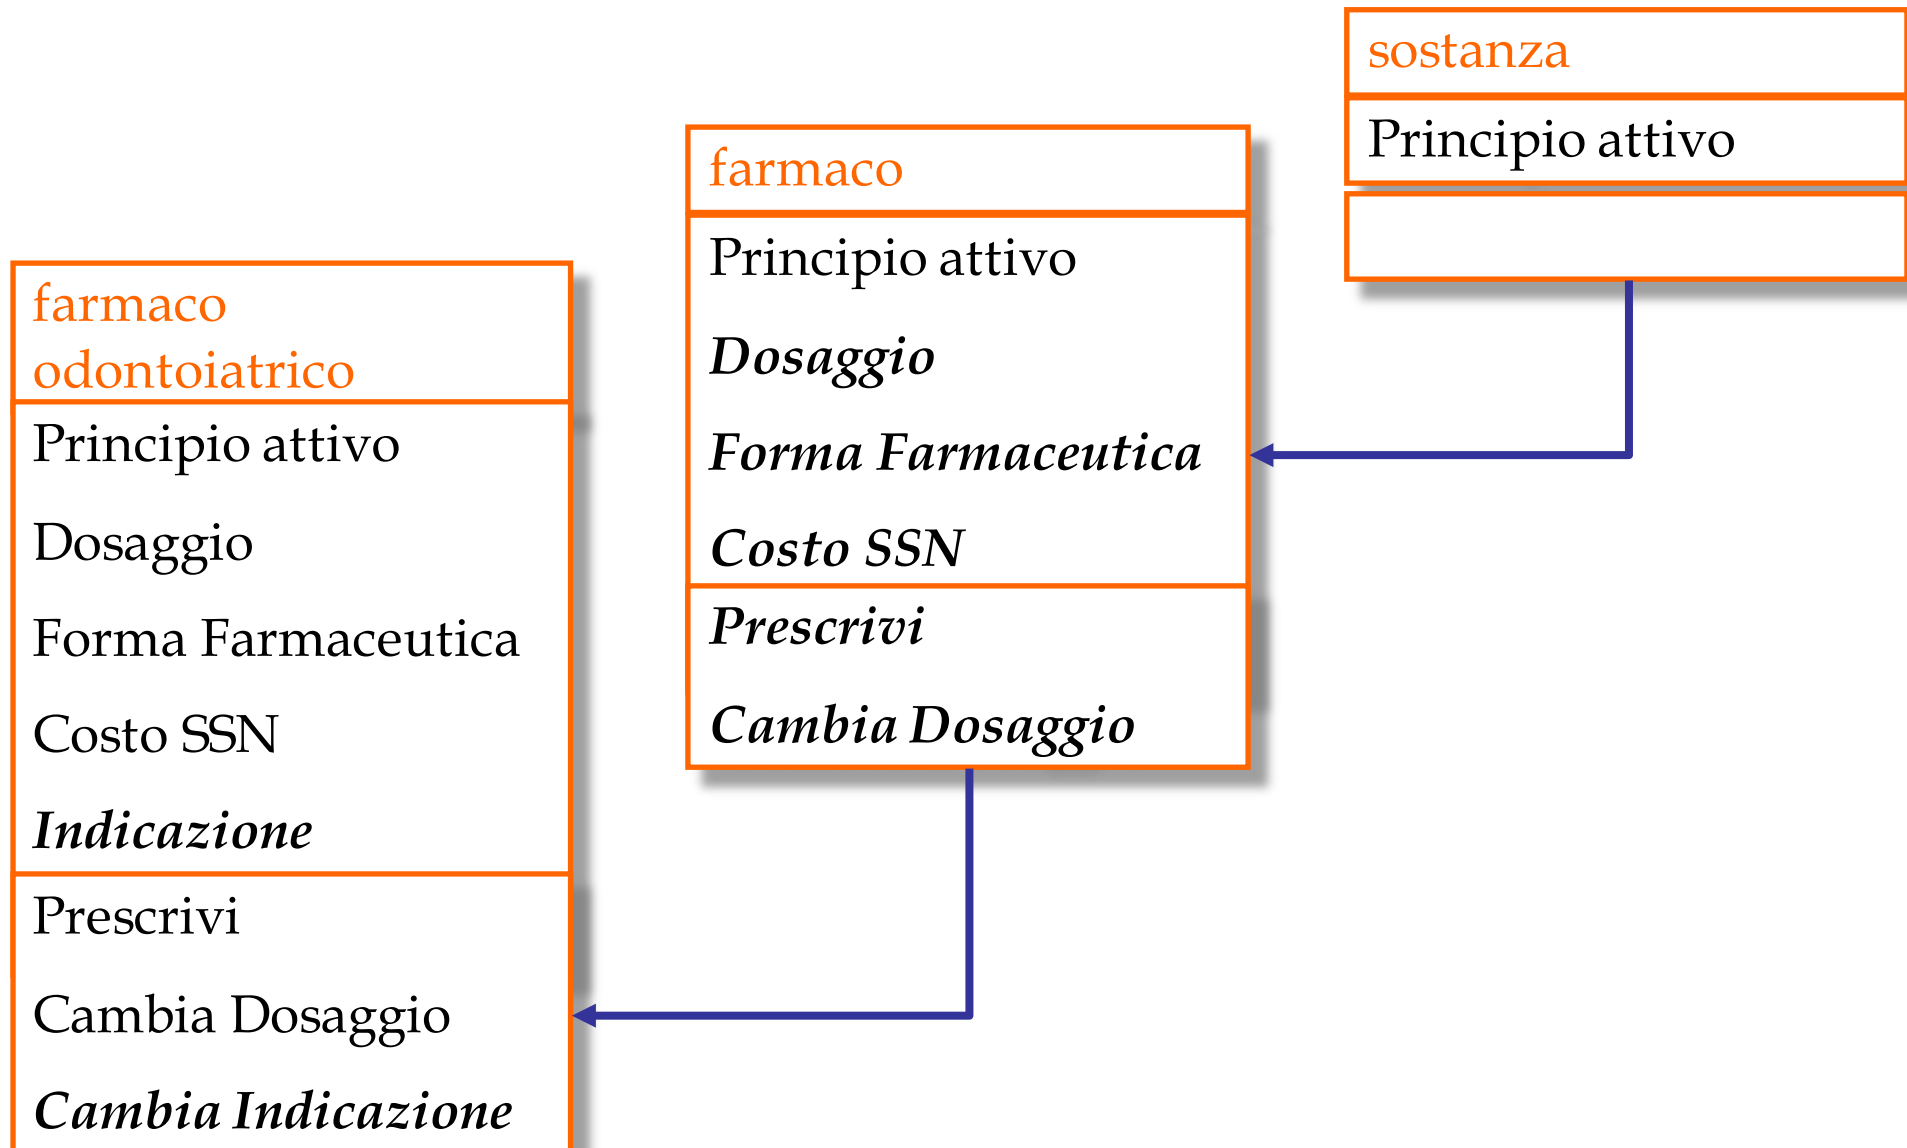 sostanza
Principio attivo
farmaco
Principio attivo
Dosaggio
Forma Farmaceutica
Costo SSN
Prescrivi
Cambia Dosaggio
farmaco
odontoiatrico
Principio attivo
Dosaggio
Forma Farmaceutica
Costo SSN
Indicazione
Prescrivi
Cambia Dosaggio
Cambia Indicazione